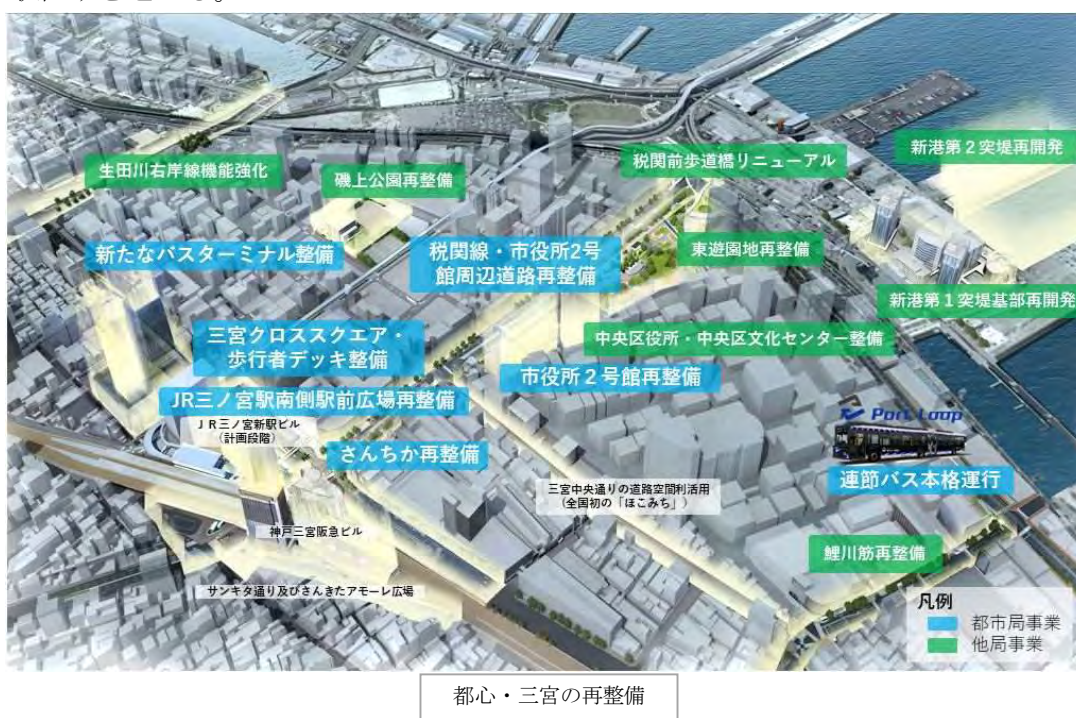 生田川右岸線機能強化
磯上公園再整備
税関前歩道橋リニューアル
新港第2突堤再開発
新たなバスターミナル整備
税関線・市役所2号
館周辺道路再整備
東遊園地再整備
新港第1突堤基部再開発
三宮クロススクエア・
歩行者デッキ整備
中央区役所・中央区文化センター整備
市役所2号館再整備
JR三ノ宮駅南側駅前広場再整備
JR三ノ宮新駅ビル
(計画段階)
さんちか再整備
Port Loop
連節バス本格運行
三宮中央通りの道路空間利活用
(全国初の「ほこみち」)
神戸三宮阪急ビル
鯉川筋再整備
サンキタ通り及びさんきたアモーレ広場
凡例
都市局事業
他局事業
都心・三宮の再整備